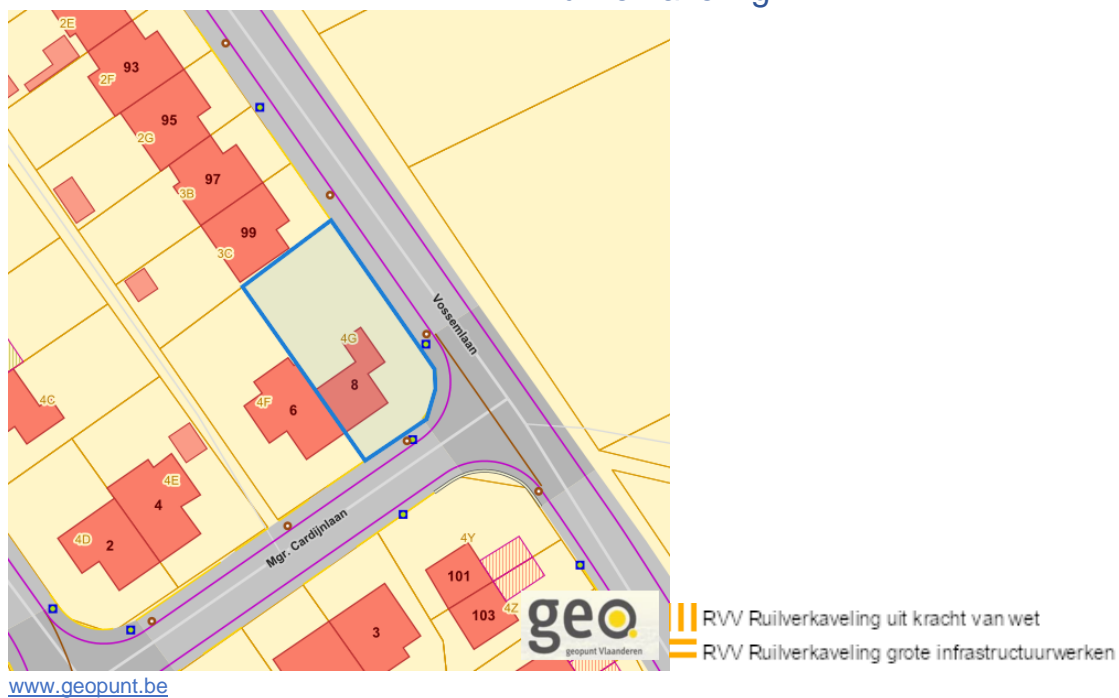 2E
93
2F
95
2G
97
3B
99
3C
Vossemlaan
4G
8
4C
4F
6
4E
4
4D
2
Mgr. Cardijnlaan
4Y
101
103
4Z
3
geo
geopunt Vlaanderen
RVV Ruilverkaveling uit kracht van wet
RVV Ruilverkaveling grote infrastructuurwerken
www.geopunt.be